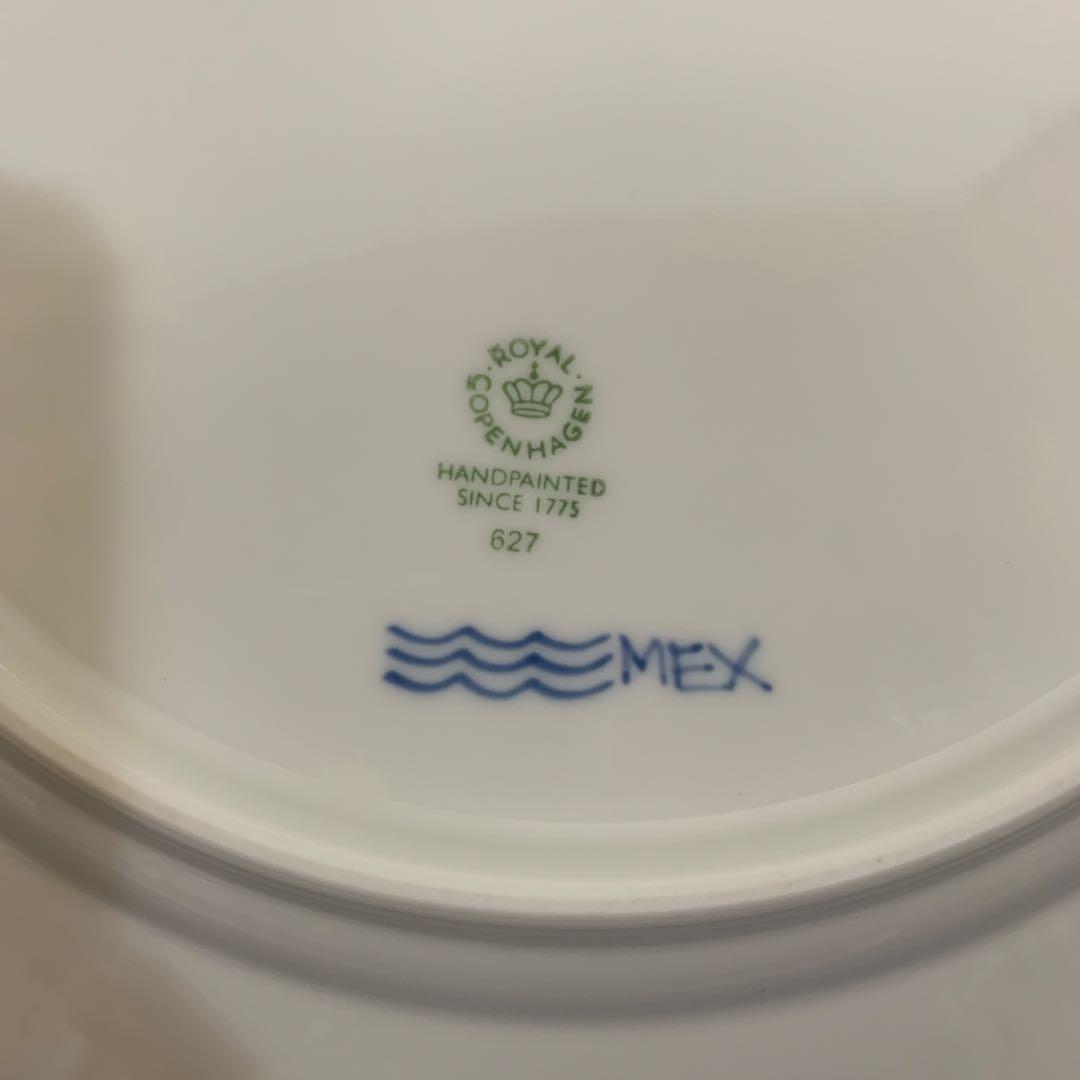 ROYAL
COPENHAGEN
HANDPAINTED
SINCE 1775
627
MEX